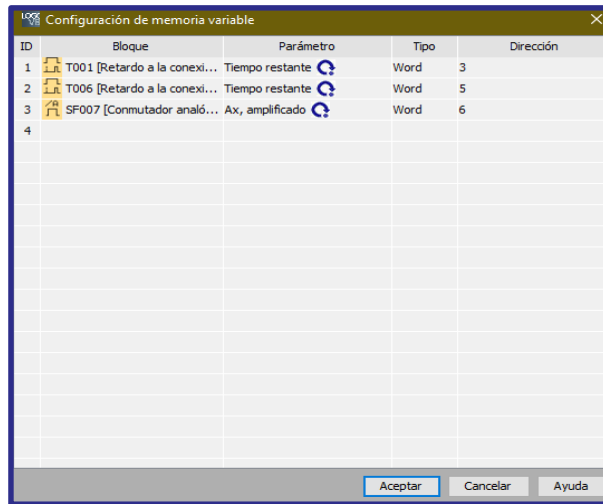 LOGO V8 Configuración de memoria variable
ID Bloque Parámetro Tipo Dirección
1 T001 [Retardo a la conexi... Tiempo restante Word 3
2 T006 [Retardo a la conexi... Tiempo restante Word 5
3 SF007 [Conmutador analó... Ax, amplificado Word 6
4
Aceptar Cancelar Ayuda